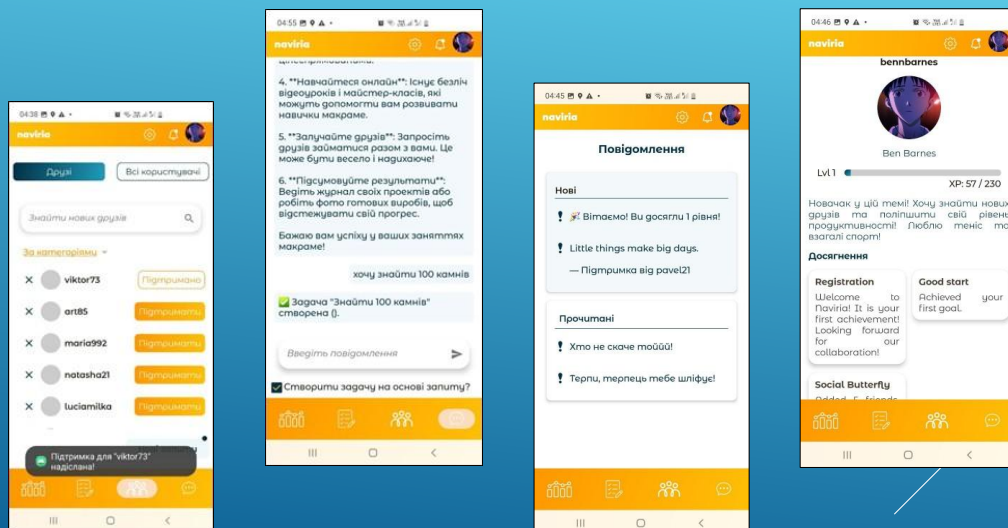 04:38
naviria
Друзі
Всі користувачі
Знайти нових друзів
За категоріями
viktor73
Підтримано
art85
Підтримати
maria992
Підтримати
natasha21
Підтримати
luciamilka
Підтримати
Підтримка для "viktor73"
надіслана!
04:55
naviria
4. **Навчайтеся онлайн**: Існує безліч
відеоуроків і майстер-класів, які
можуть допомогти вам розвивати
навички макраме.
5. **Залучайте друзів**: Запросіть
друзів займатися разом з вами. Це
може бути весело і надихаюче!
6. **Підсумовуйте результати**:
Ведіть журнал своїх проектів або
робіть фото готових виробів, щоб
відстежувати свій прогрес.
Бажаю вам успіху у ваших заняттях
макраме!
хочу знайти 100 камнів
Задача "Знайти 100 камнів"
створена ().
Введіть повідомлення
Створити задачу на основі запиту?
04:45
naviria
Повідомлення
Нові
Вітаємо! Ви досягли 1 рівня!
Little things make big days.
— Підтримка від pavel21
Прочитані
Хто не скаче тоййй!
Терпи, терпець тебе шліфує!
04:46
naviria
bennbarnes
Ben Barnes
Lvl 1
XP: 57 / 230
Новачак у цій темі! Хочу знайти нових
друзів та поліпшити свій рівень
продуктивності! Люблю теніс та
взагалі спорт!
Досягнення
Registration
Welcome to
Naviria! It is your
first achievement!
Looking forward
for our
collaboration!
Good start
Achieved your
first goal.
Social Butterfly
Added 5 friends